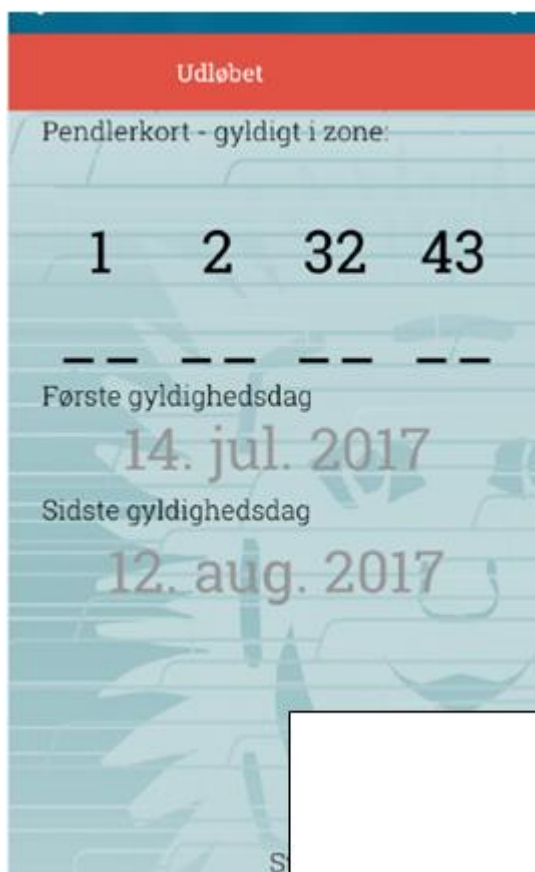 Udløbet
Pendlerkort - gyldigt i zone:
1 2 32 43
-- -- -- --
Første gyldighedsdag
14. jul. 2017
Sidste gyldighedsdag
12. aug. 2017